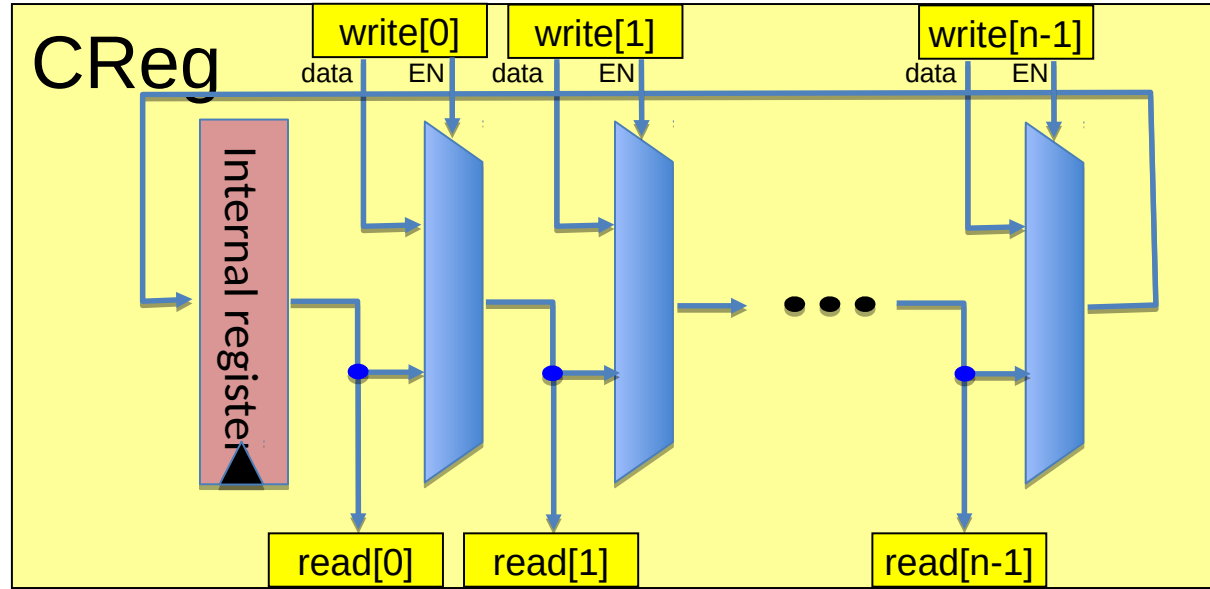 CReg
write[0]
write[1]
write[n-1]
data
EN
data
EN
data
EN
Internal register
read[0]
read[1]
read[n-1]